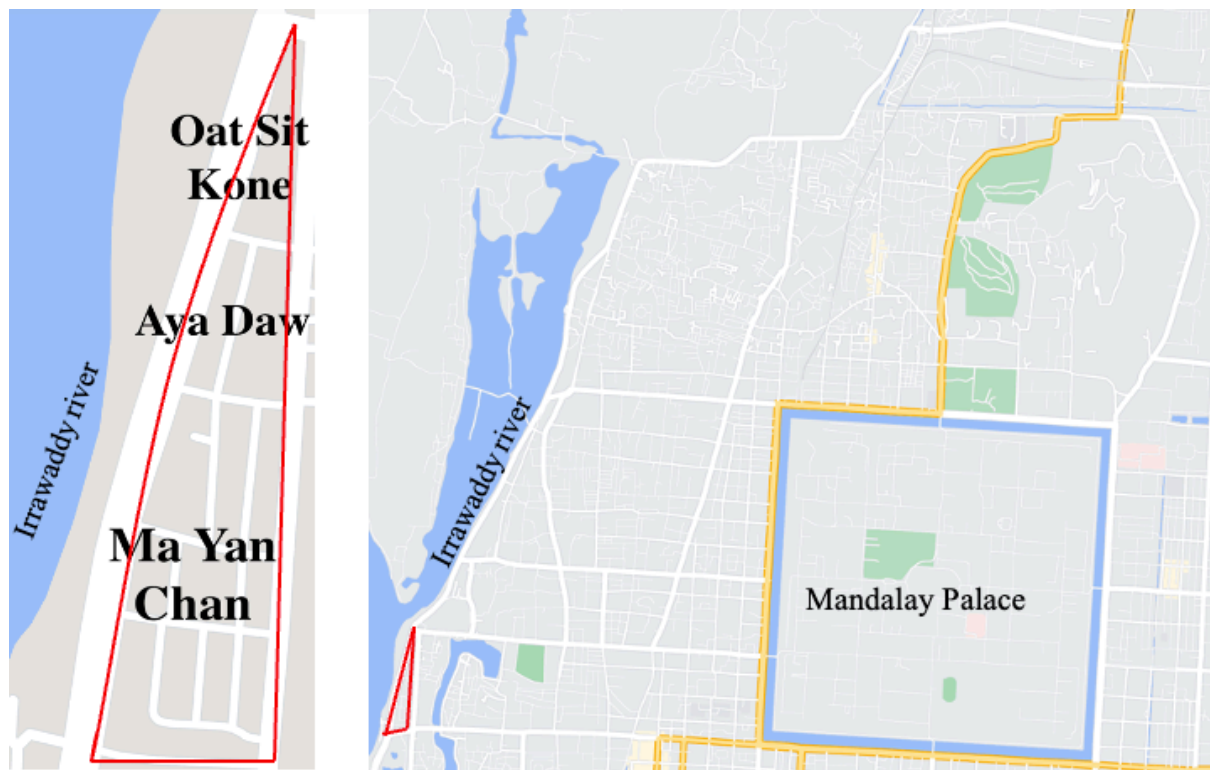 Oat Sit
Kone
Aya Daw
Irrawaddy river
Ma Yan
Chan
Irrawaddy river
Mandalay Palace